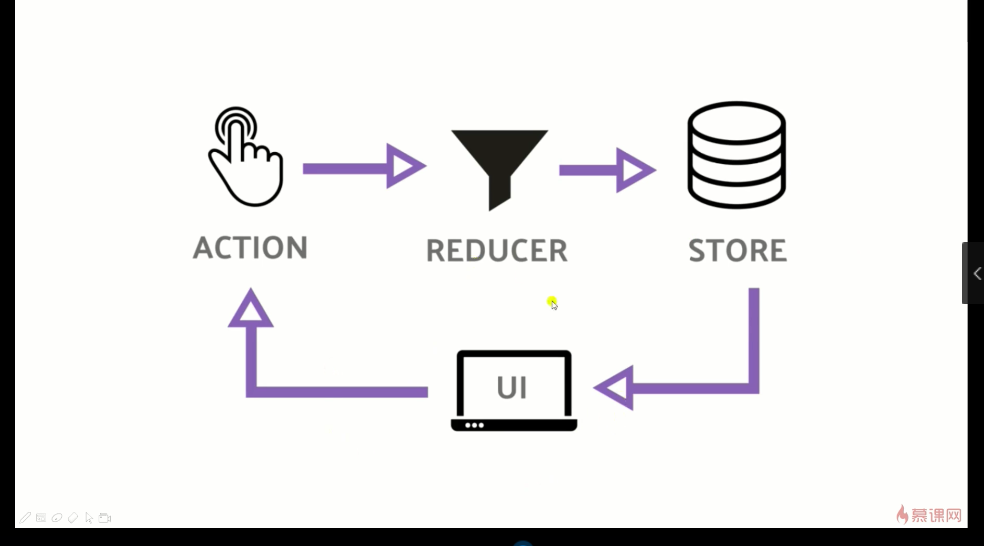 ACTION
REDUCER
STORE
UI
慕课网